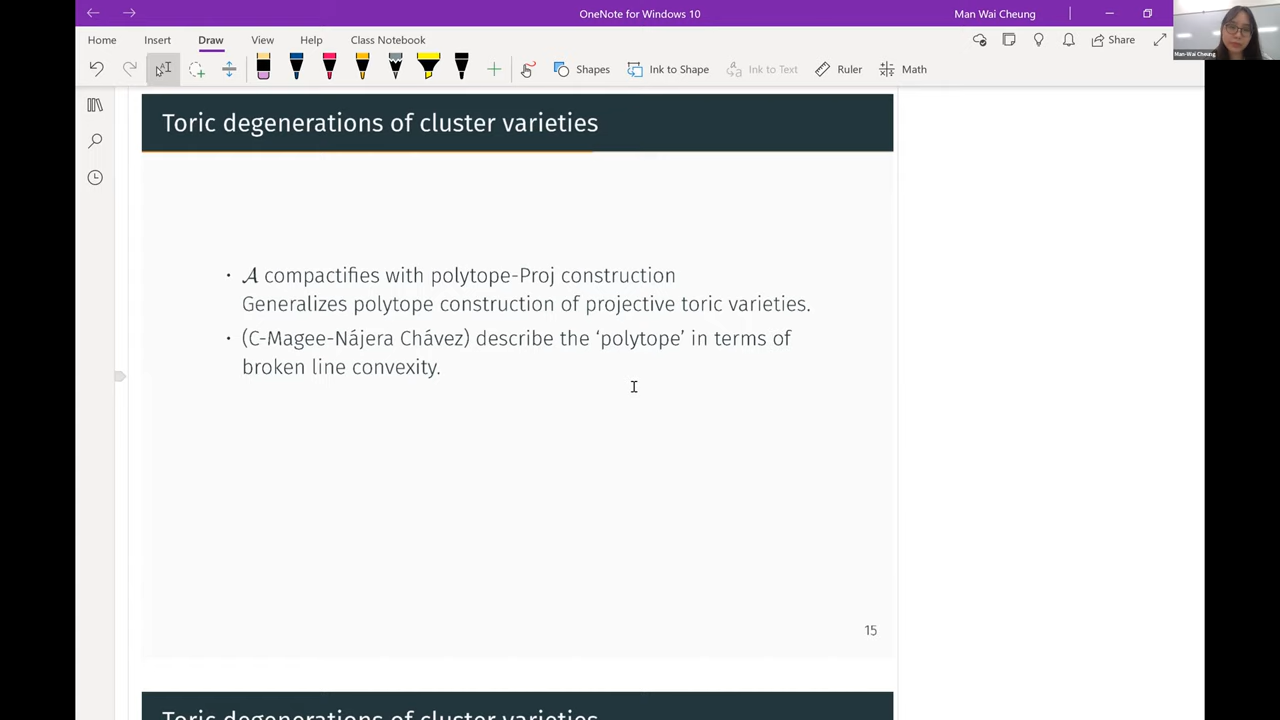 OneNote for Windows 10
Man Wai Cheung
Man-Wai Cheung
Home Insert Draw View Help Class Notebook
Share
Shapes Ink to Shape Ink to Text Ruler Math
Toric degenerations of cluster varieties
• 𝒜 compactifies with polytope-Proj construction
Generalizes polytope construction of projective toric varieties.
• (C-Magee-Nájera Chávez) describe the ‘polytope’ in terms of
broken line convexity.
15
Toric degenerations of cluster varieties